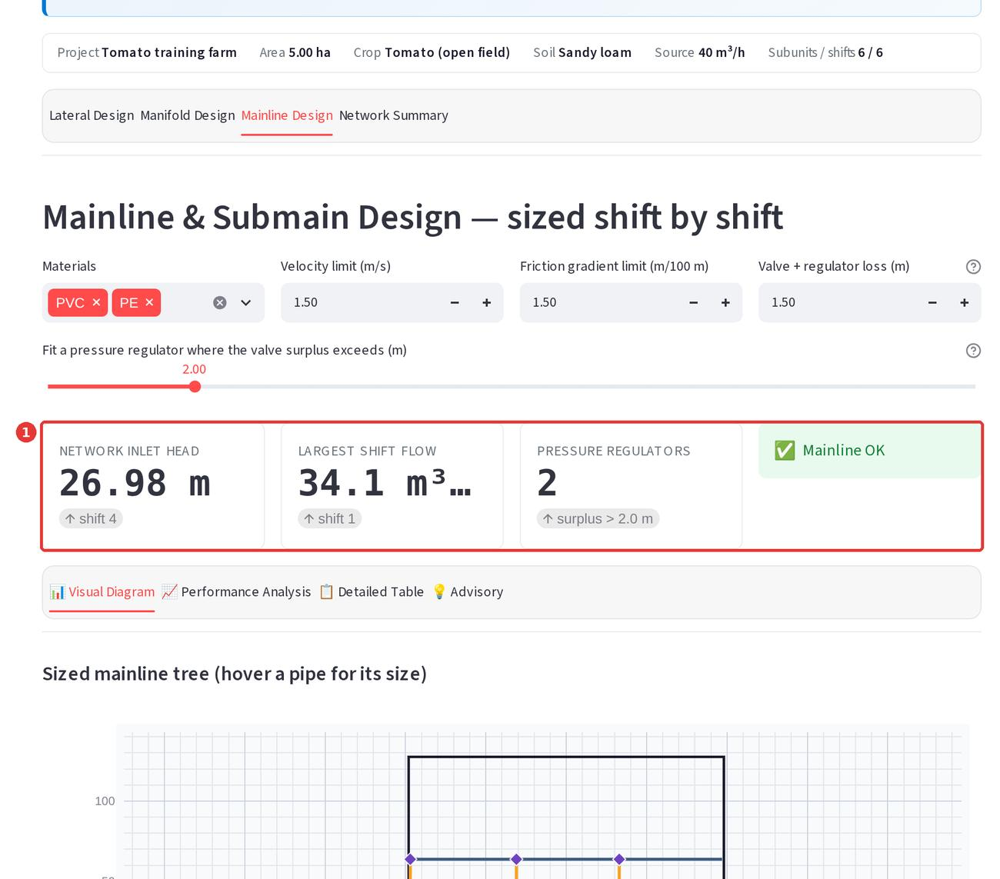 Project Tomato training farm Area 5.00 ha Crop Tomato (open field) Soil Sandy loam Source 40 m³/h Subunits / shifts 6 / 6
Lateral Design Manifold Design Mainline Design Network Summary
Mainline & Submain Design — sized shift by shift
Materials Velocity limit (m/s) Friction gradient limit (m/100 m) Valve + regulator loss (m)
PVC PE 1.50 1.50 1.50
Fit a pressure regulator where the valve surplus exceeds (m)
2.00
1
NETWORK INLET HEAD LARGEST SHIFT FLOW PRESSURE REGULATORS ✅ Mainline OK
26.98 m 34.1 m³… 2
↑ shift 4 ↑ shift 1 ↑ surplus > 2.0 m
📊 Visual Diagram 📈 Performance Analysis 📋 Detailed Table 💡 Advisory
Sized mainline tree (hover a pipe for its size)
100